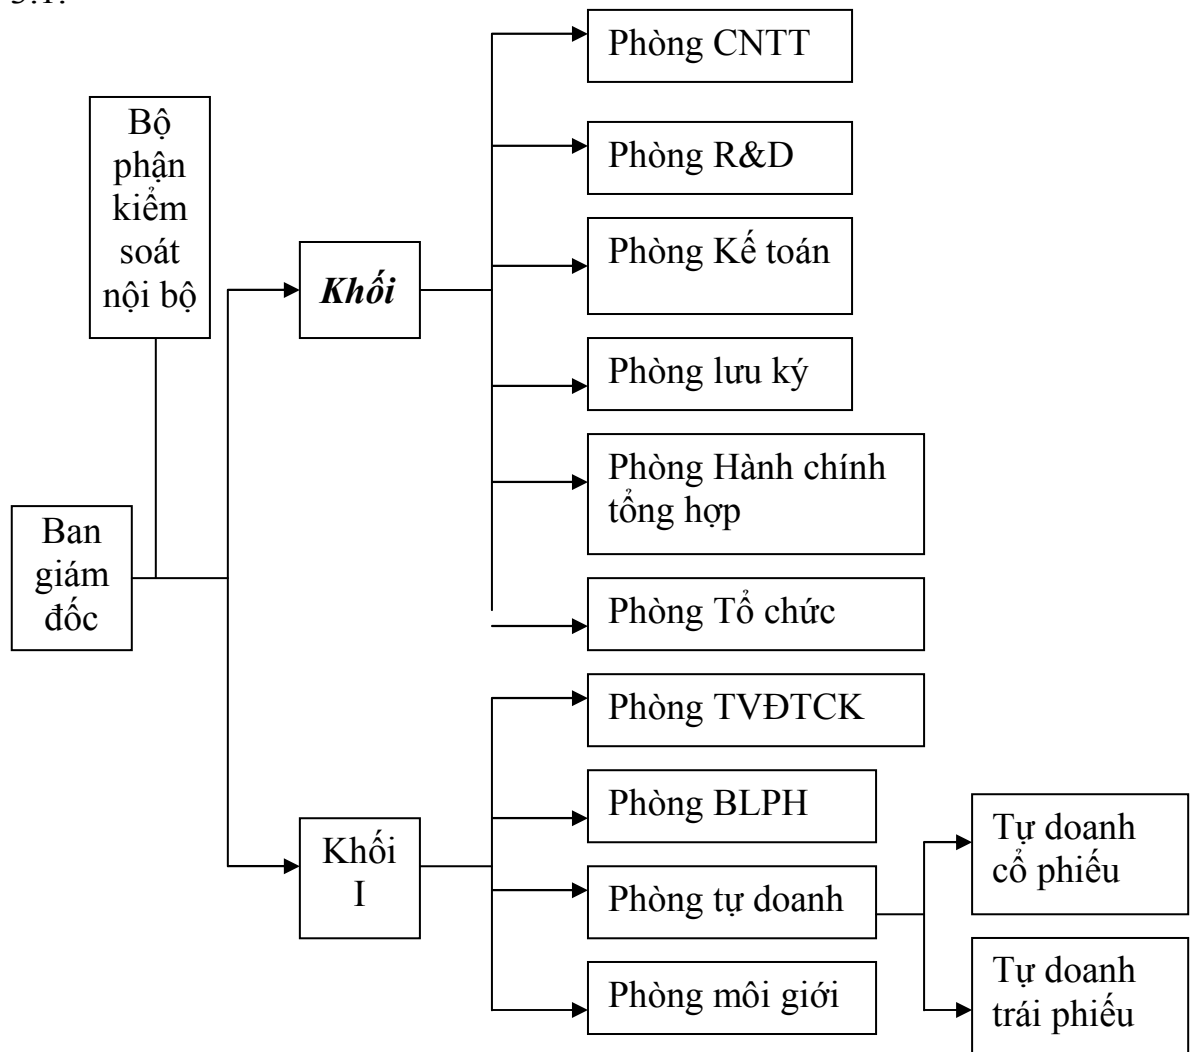 Phòng CNTT
Bộ
phận
kiểm
soát
nội bộ
Phòng R&D
Phòng Kế toán
Khối
Phòng lưu ký
Phòng Hành chính
tổng hợp
Ban
giám
đốc
Phòng Tổ chức
Phòng TVĐTCK
Phòng BLPH
Khối
I
Phòng tự doanh
Phòng môi giới
Tự doanh
cổ phiếu
Tự doanh
trái phiếu